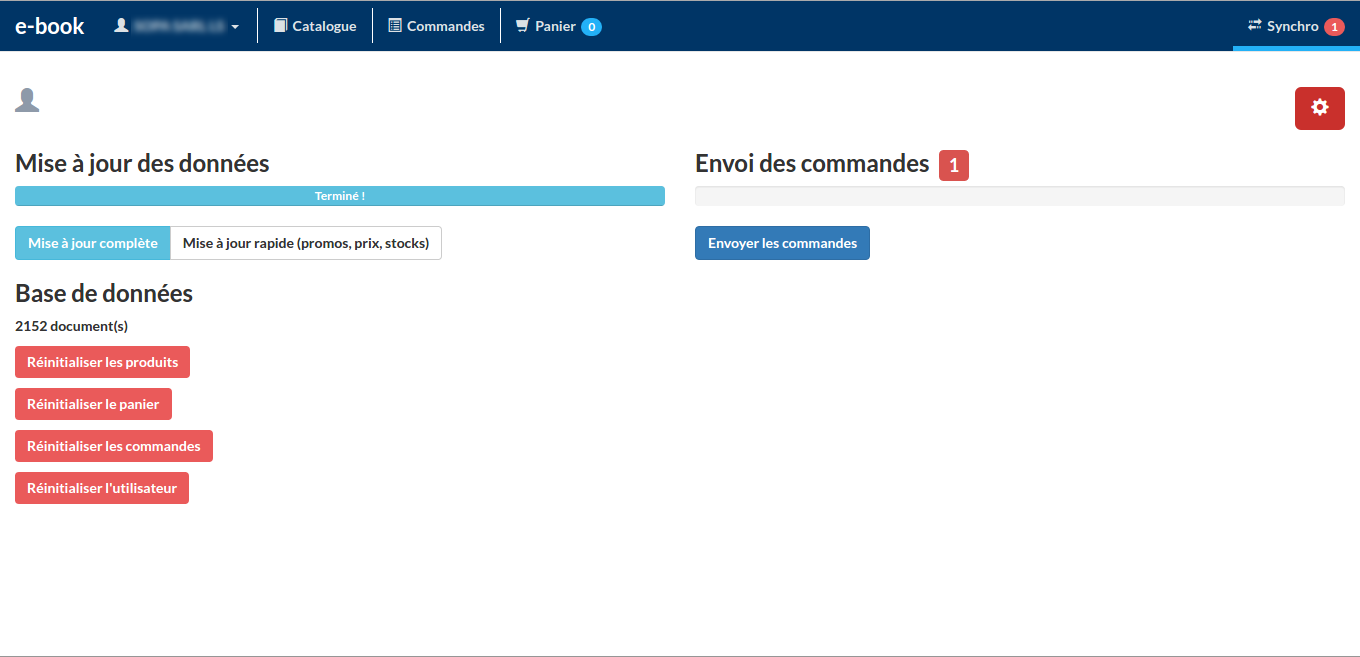 e-book
Catalogue
Commandes
Panier 0
Synchro 1
Mise à jour des données
Terminé !
Mise à jour complète
Mise à jour rapide (promos, prix, stocks)
Envoi des commandes 1
Envoyer les commandes
Base de données
2152 document(s)
Réinitialiser les produits
Réinitialiser le panier
Réinitialiser les commandes
Réinitialiser l'utilisateur